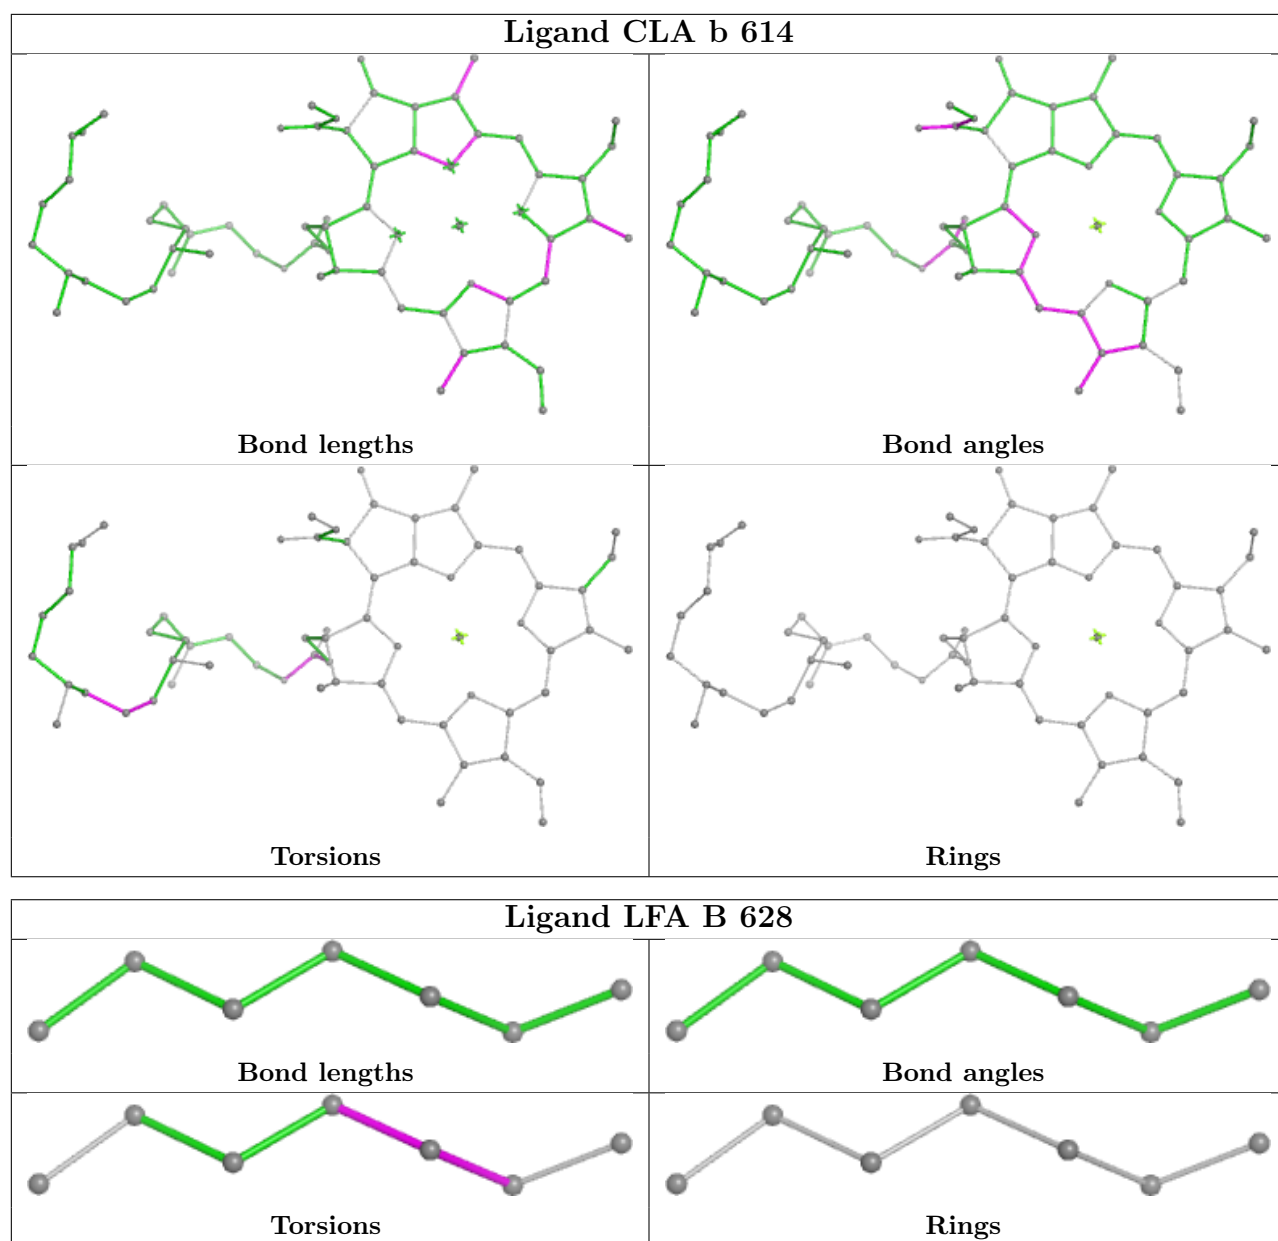 Ligand CLA b 614
Bond lengths
Bond angles
Torsions
Rings
Ligand LFA B 628
Bond lengths
Bond angles
Torsions
Rings